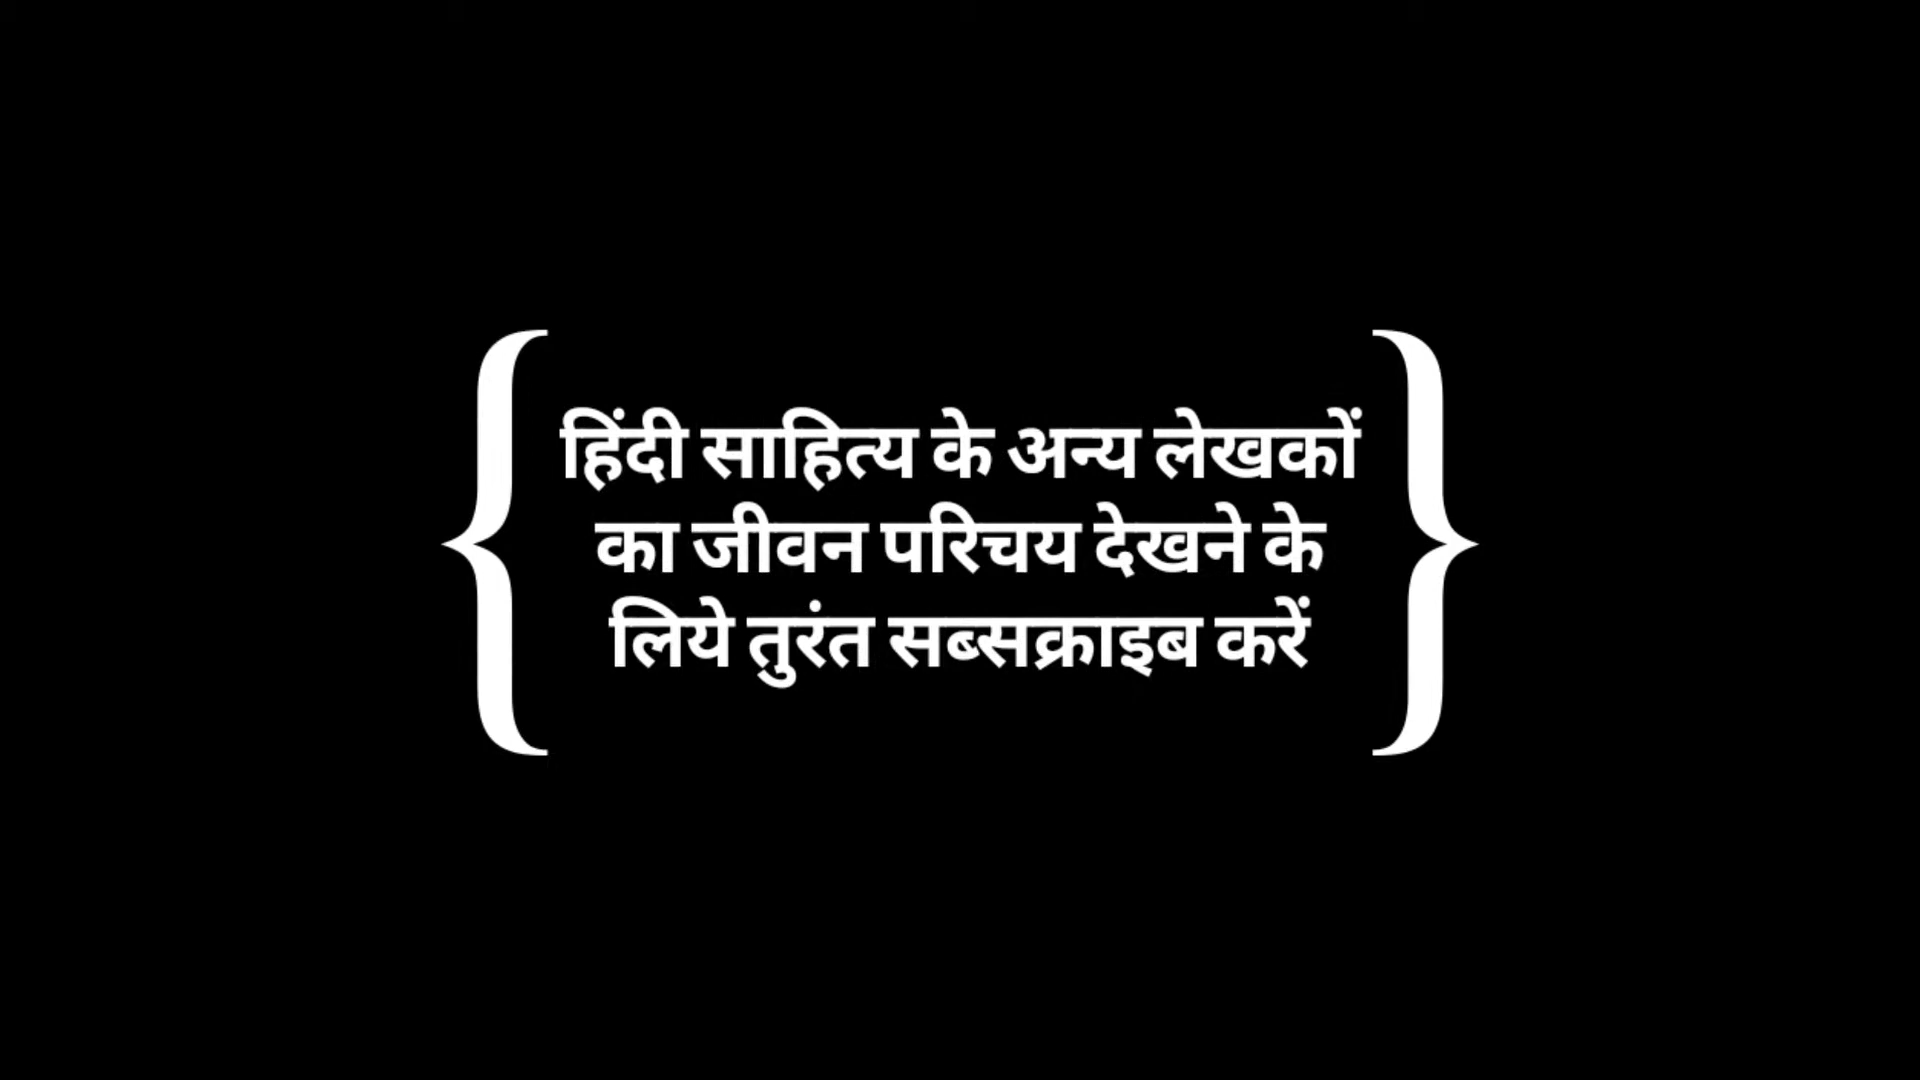 हिंदी साहित्य के अन्य लेखकों
का जीवन परिचय देखने के
लिये तुरंत सब्सक्राइब करें